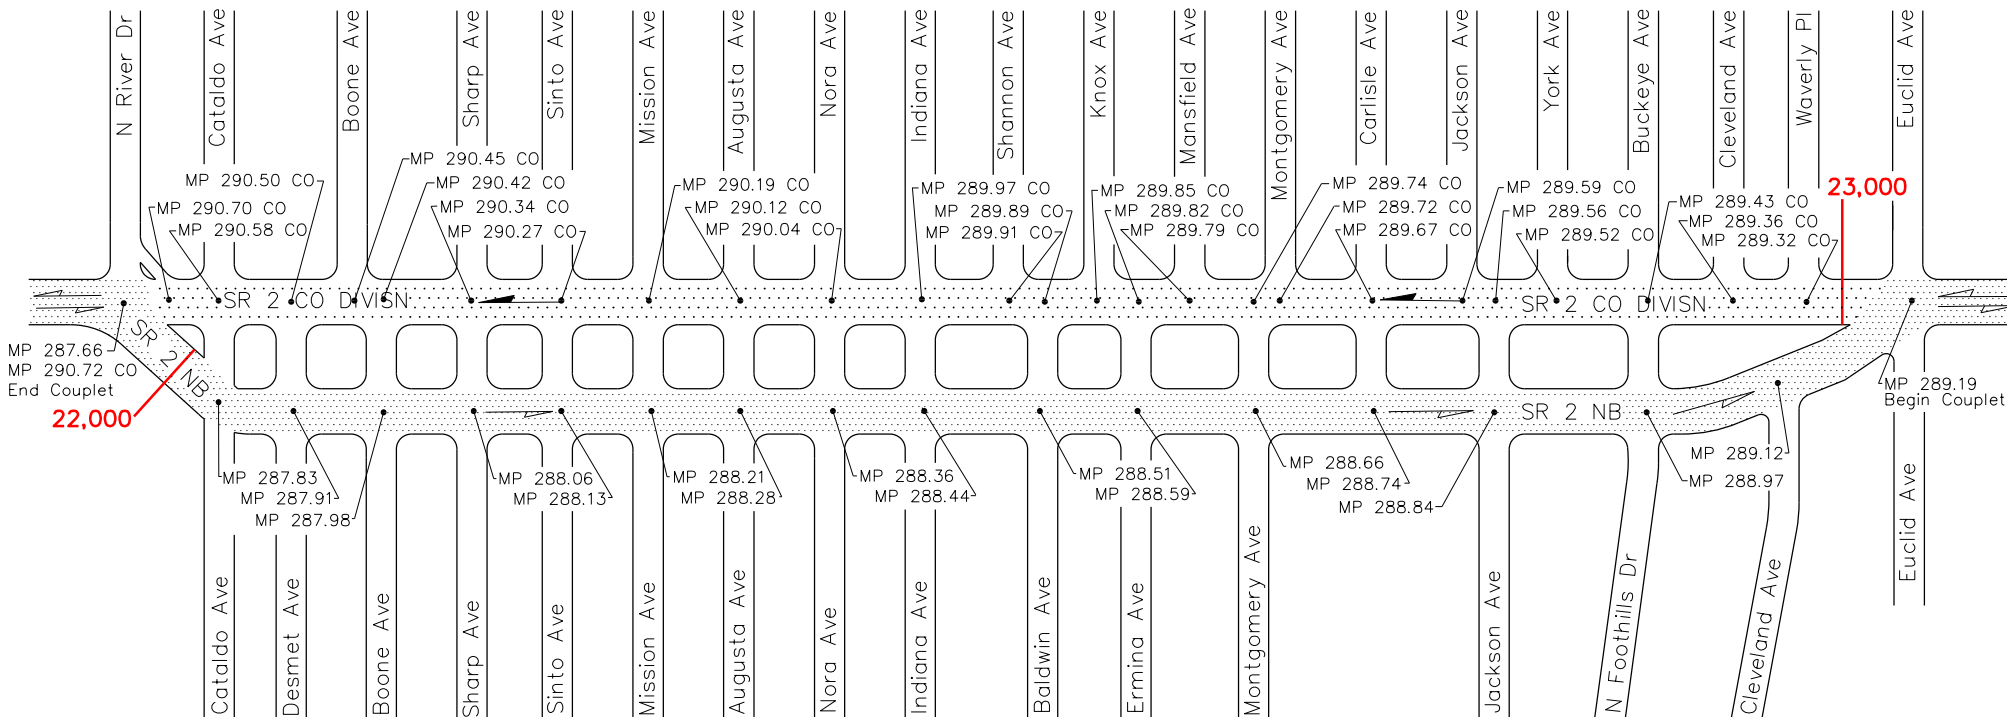 N River Dr
Cataldo Ave
Boone Ave
Sharp Ave
Sinto Ave
Mission Ave
Augusta Ave
Nora Ave
Indiana Ave
Shannon Ave
Knox Ave
Mansfield Ave
Montgomery Ave
Carlisle Ave
Jackson Ave
York Ave
Buckeye Ave
Cleveland Ave
Waverly Pl
Euclid Ave
MP 290.45 CO
MP 290.50 CO
MP 290.42 CO
MP 290.70 CO
MP 290.34 CO
MP 290.58 CO
MP 290.27 CO
MP 290.19 CO
MP 290.12 CO
MP 290.04 CO
MP 289.97 CO
MP 289.89 CO
MP 289.91 CO
MP 289.85 CO
MP 289.82 CO
MP 289.79 CO
MP 289.74 CO
MP 289.72 CO
MP 289.67 CO
MP 289.59 CO
MP 289.56 CO
MP 289.52 CO
MP 289.43 CO
MP 289.36 CO
MP 289.32 CO
23,000
SR 2 CO DIVISN
SR 2 CO DIVISN
MP 287.66
MP 290.72 CO
End Couplet
SR 2 NB
22,000
SR 2 NB
MP 289.19
Begin Couplet
MP 287.83
MP 287.91
MP 287.98
MP 288.06
MP 288.13
MP 288.21
MP 288.28
MP 288.36
MP 288.44
MP 288.51
MP 288.59
MP 288.66
MP 288.74
MP 288.84
MP 289.12
MP 288.97
Cataldo Ave
Desmet Ave
Boone Ave
Sharp Ave
Sinto Ave
Mission Ave
Augusta Ave
Nora Ave
Indiana Ave
Baldwin Ave
Ermina Ave
Montgomery Ave
Jackson Ave
N Foothills Dr
Cleveland Ave
Euclid Ave